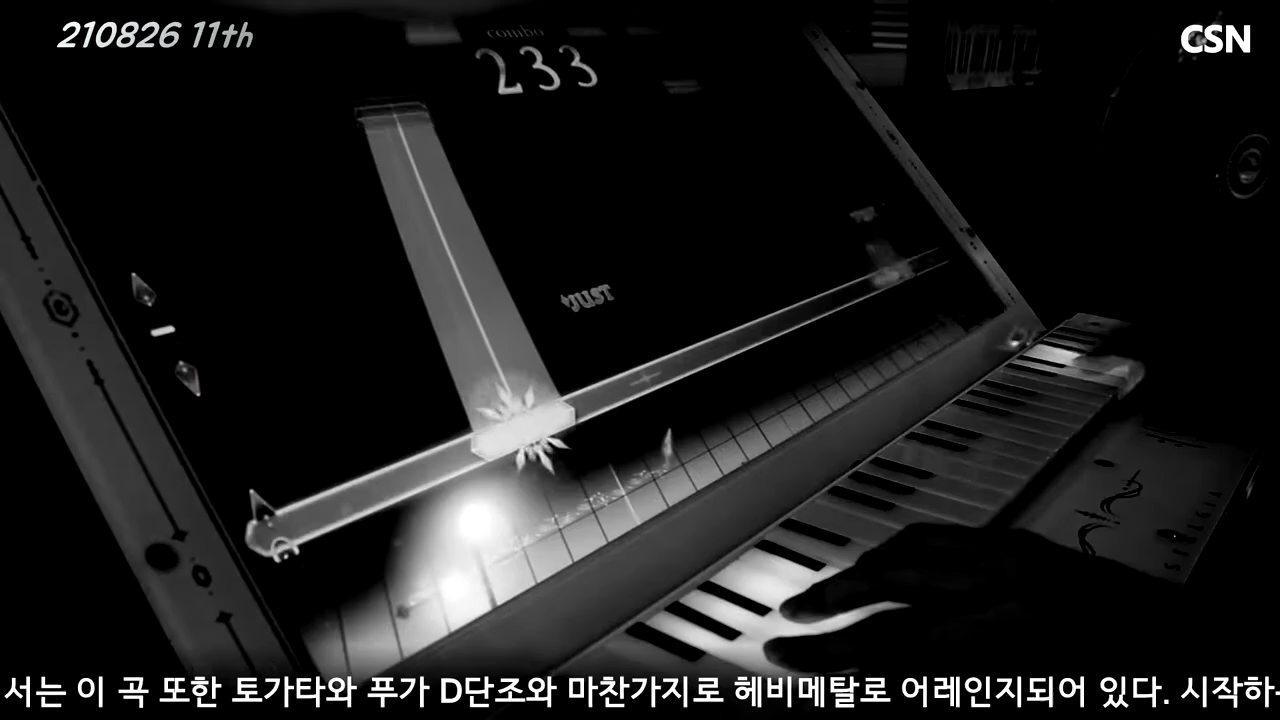 210826 11th
CSN
combo
233
JUST
서는 이 곡 또한 토가타와 푸가 D단조와 마찬가지로 헤비메탈로 어레인지되어 있다. 시작하